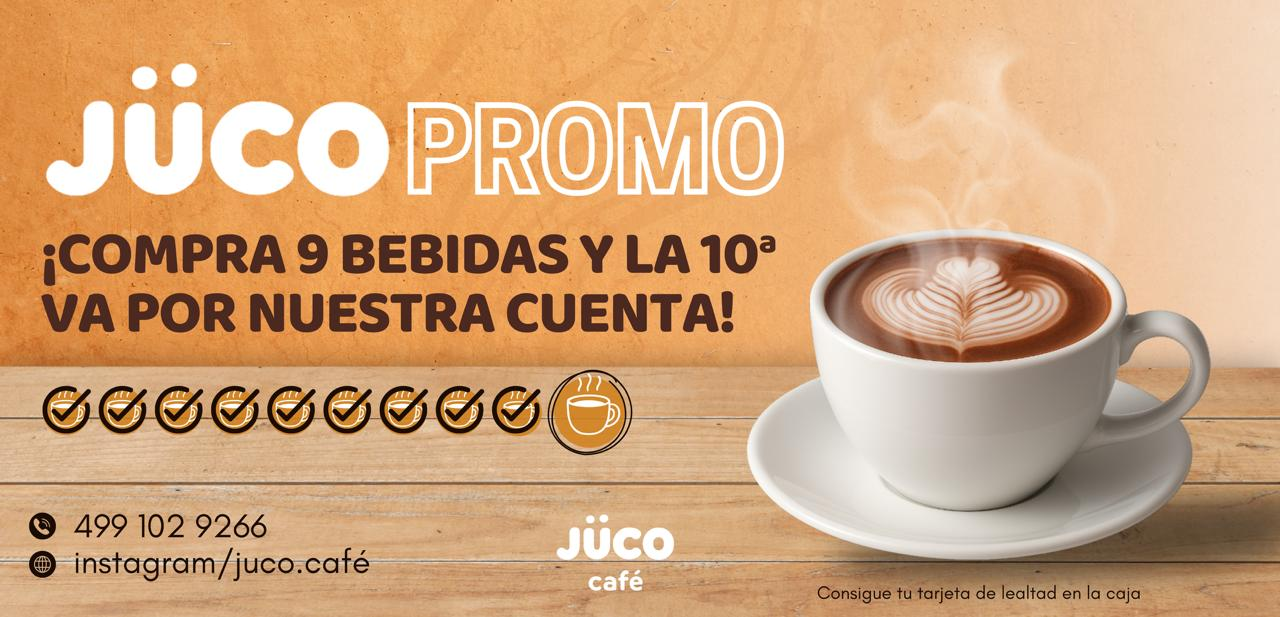 JÜCO PROMO
¡COMPRA 9 BEBIDAS Y LA 10ª
VA POR NUESTRA CUENTA!
499 102 9266
instagram/juco.café
JÜCO
café
Consigue tu tarjeta de lealtad en la caja